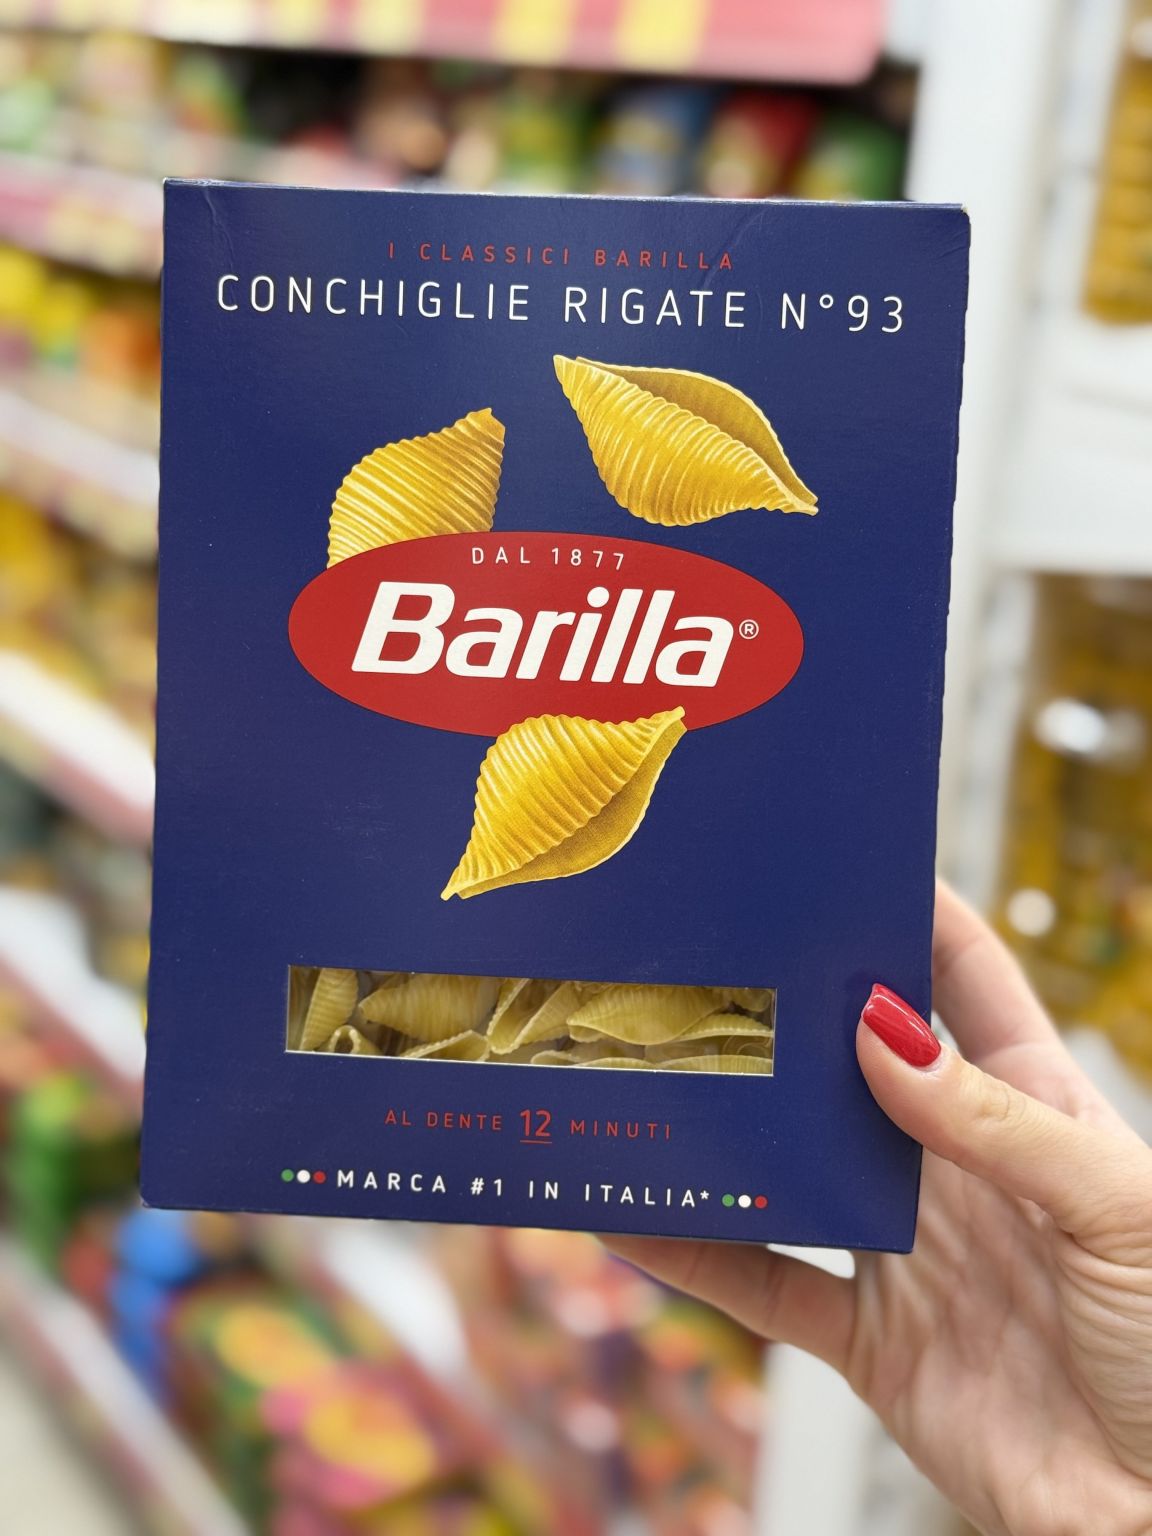 I CLASSICI BARILLA
CONCHIGLIE RIGATE N°93
DAL 1877
Barilla®
AL DENTE 12 MINUTI
MARCA #1 IN ITALIA*